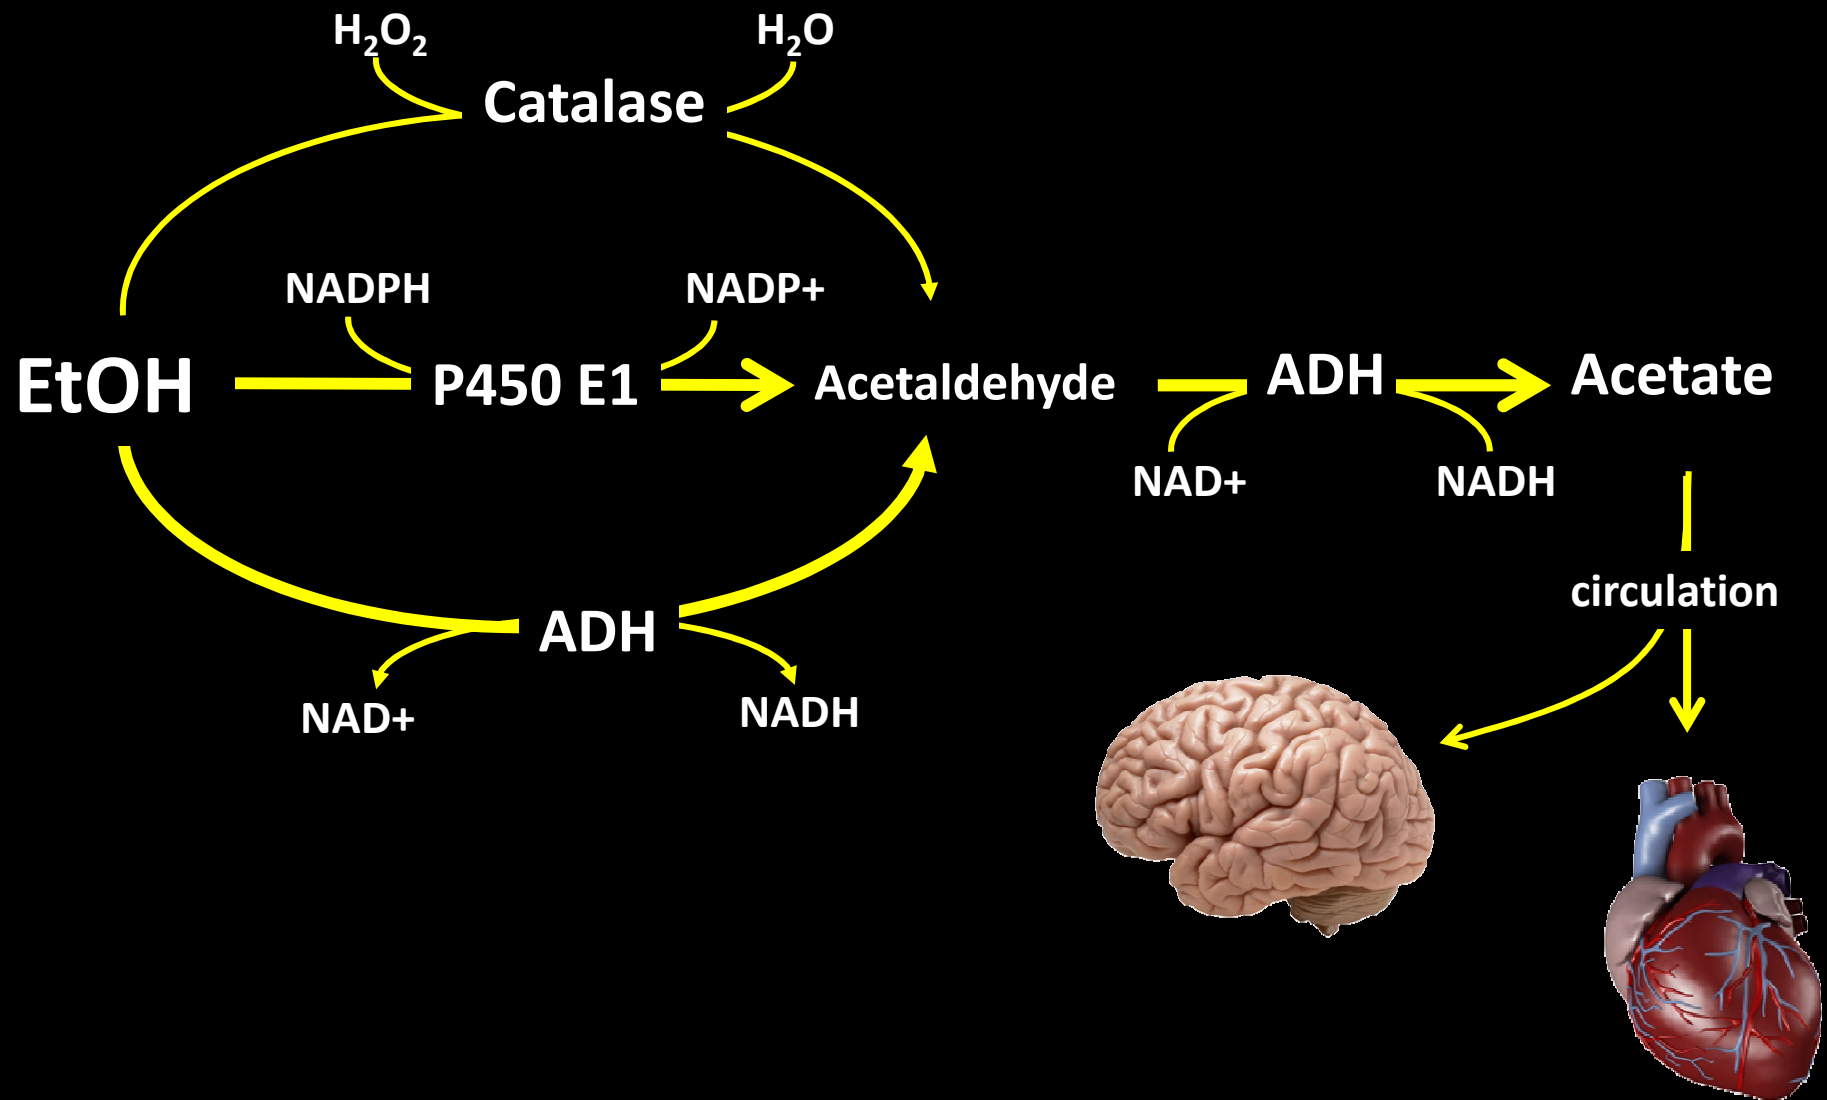 H₂O₂
H₂O
Catalase
NADPH
NADP+
EtOH
P450 E1
Acetaldehyde
ADH
Acetate
NAD+
NADH
circulation
ADH
NAD+
NADH